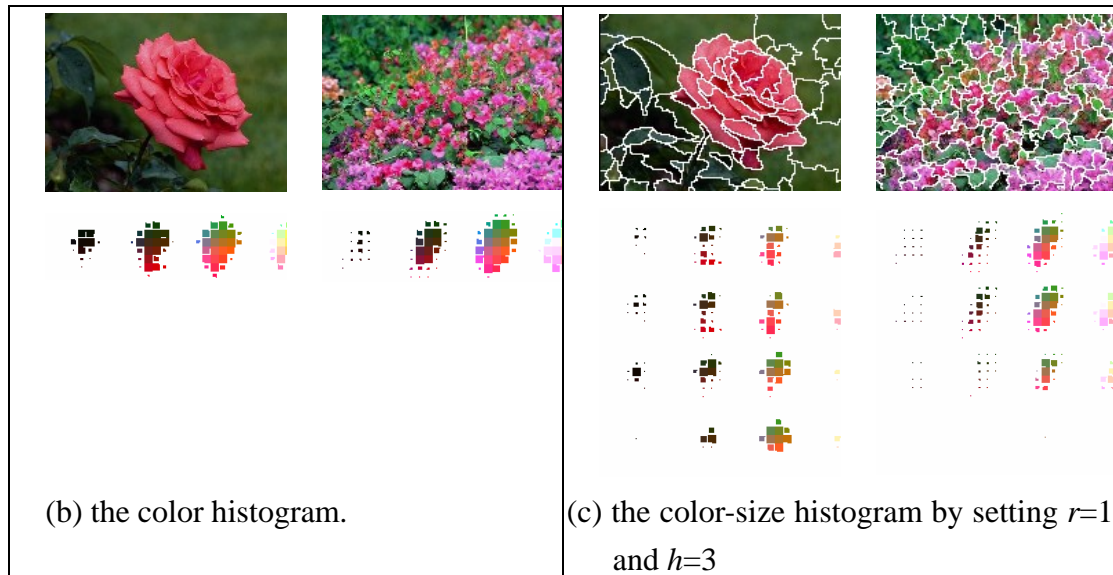 (b) the color histogram.
(c) the color-size histogram by setting r=1
and h=3